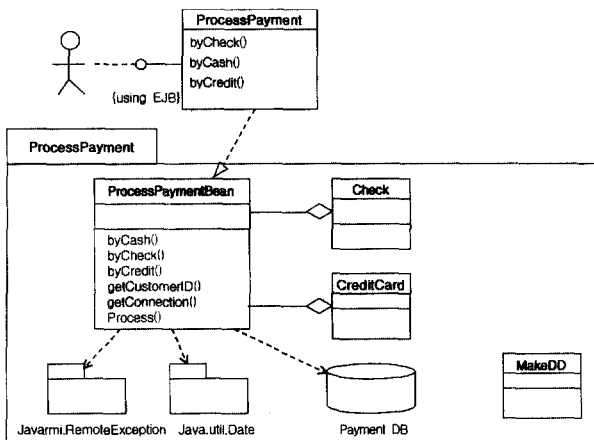 ProcessPayment
byCheck()
byCash()
byCredit()
{using EJB}
ProcessPayment
ProcessPaymentBean
byCash()
byCheck()
byCredit()
getCustomerID()
getConnection()
Process()
Check
CreditCard
MakeDD
Javarmi.RemoteException
Java.util.Date
Payment DB